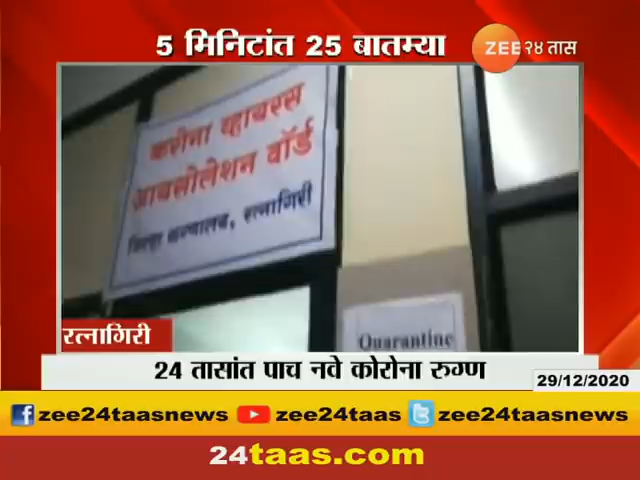 5 मिनिटांत 25 बातम्या
ZEE २४ तास
करोना व्हायरस
आयसोलेशन वॉर्ड
जिल्हा रुग्णालय, रत्नागिरी
Quarantine
रत्नागिरी
24 तासांत पाच नवे कोरोना रुग्ण
29/12/2020
zee24taasnews
zee24taas
zee24taasnews
24taas.com